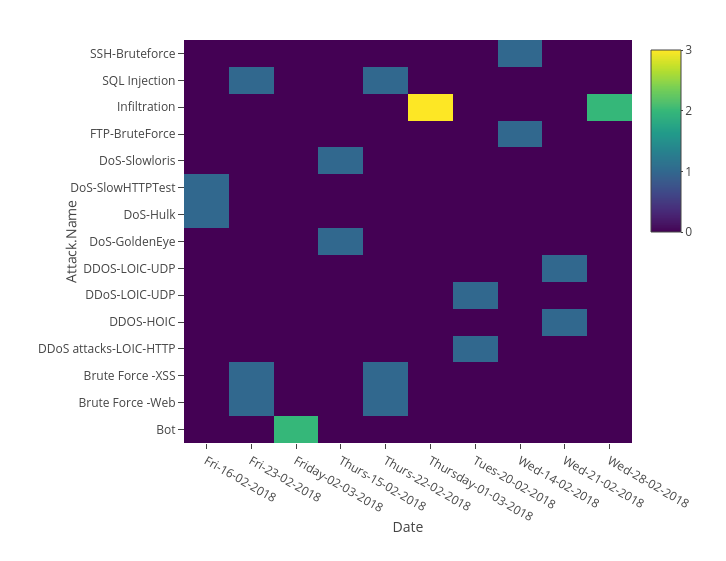 SSH-Bruteforce
SQL Injection
Infiltration
FTP-BruteForce
DoS-Slowloris
DoS-SlowHTTPTest
DoS-Hulk
DoS-GoldenEye
DDOS-LOIC-UDP
DDoS-LOIC-UDP
DDOS-HOIC
DDoS attacks-LOIC-HTTP
Brute Force -XSS
Brute Force -Web
Bot
Attack.Name
Fri-16-02-2018
Fri-23-02-2018
Friday-02-03-2018
Thurs-15-02-2018
Thurs-22-02-2018
Thursday-01-03-2018
Tues-20-02-2018
Wed-14-02-2018
Wed-21-02-2018
Wed-28-02-2018
Date
3
2
1
0